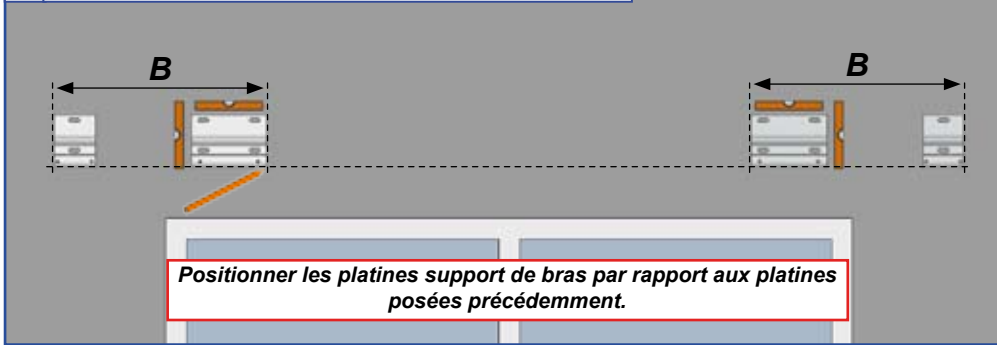 B
B
Positionner les platines support de bras par rapport aux platines
posées précédemment.